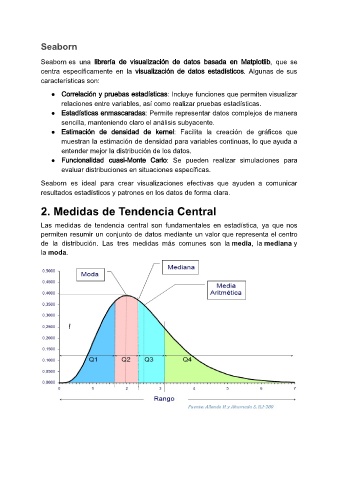 Seaborn
Seaborn es una librería de visualización de datos basada en Matplotlib, que se
centra específicamente en la visualización de datos estadísticos. Algunas de sus
características son:
● Correlación y pruebas estadísticas: Incluye funciones que permiten visualizar
relaciones entre variables, así como realizar pruebas estadísticas.
● Estadísticas enmascaradas: Permite representar datos complejos de manera
sencilla, manteniendo claro el análisis subyacente.
● Estimación de densidad de kernel: Facilita la creación de gráficos que
muestran la estimación de densidad para variables continuas, lo que ayuda a
entender mejor la distribución de los datos.
● Funcionalidad cuasi-Monte Carlo: Se pueden realizar simulaciones para
evaluar distribuciones en situaciones específicas.
Seaborn es ideal para crear visualizaciones efectivas que ayuden a comunicar
resultados estadísticos y patrones en los datos de forma clara.
2. Medidas de Tendencia Central
Las medidas de tendencia central son fundamentales en estadística, ya que nos
permiten resumir un conjunto de datos mediante un valor que representa el centro
de la distribución. Las tres medidas más comunes son la media, la mediana y
la moda.
Mediana
Moda
Media
Aritmética
0.5000
0.4500
0.4000
0.3500
0.3000
0.2500
0.2000
0.1500
0.1000
0.0500
0.0000
f
Q1 Q2 Q3 Q4
0 1 2 3 4 5 6 7
Rango